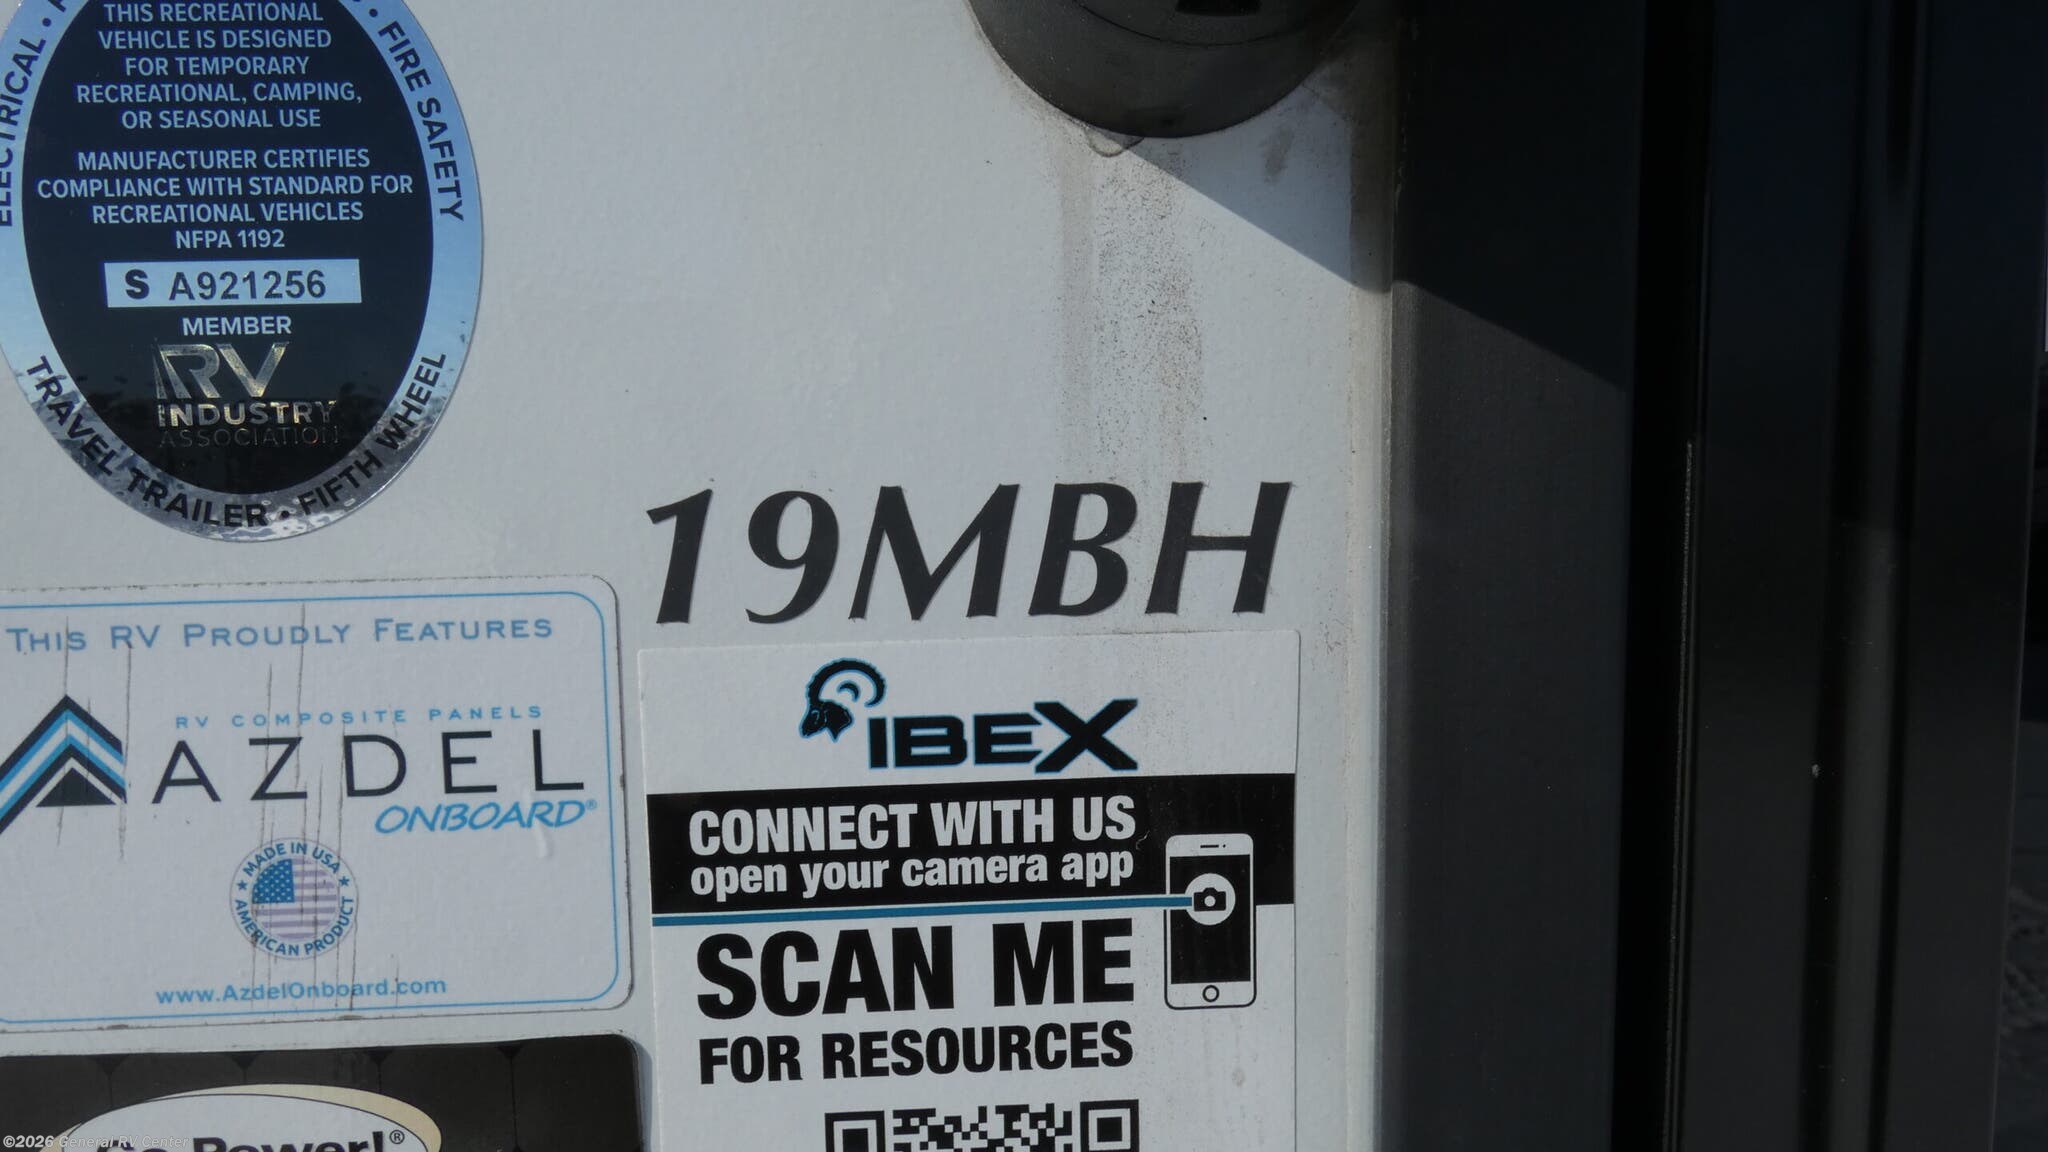 ELECTRICAL •
• FIRE SAFETY
THIS RECREATIONAL
VEHICLE IS DESIGNED
FOR TEMPORARY
RECREATIONAL, CAMPING,
OR SEASONAL USE
MANUFACTURER CERTIFIES
COMPLIANCE WITH STANDARD FOR
RECREATIONAL VEHICLES
NFPA 1192
S A921256
MEMBER
RV
INDUSTRY
ASSOCIATION
TRAVEL TRAILER • FIFTH WHEEL
19MBH
THIS RV PROUDLY FEATURES
RV COMPOSITE PANELS
AZDEL
ONBOARD®
MADE IN USA
★ AMERICAN PRODUCT ★
www.AzdelOnboard.com
IBEX
CONNECT WITH US
open your camera app
SCAN ME
FOR RESOURCES
Power!®
©2026 General RV Center